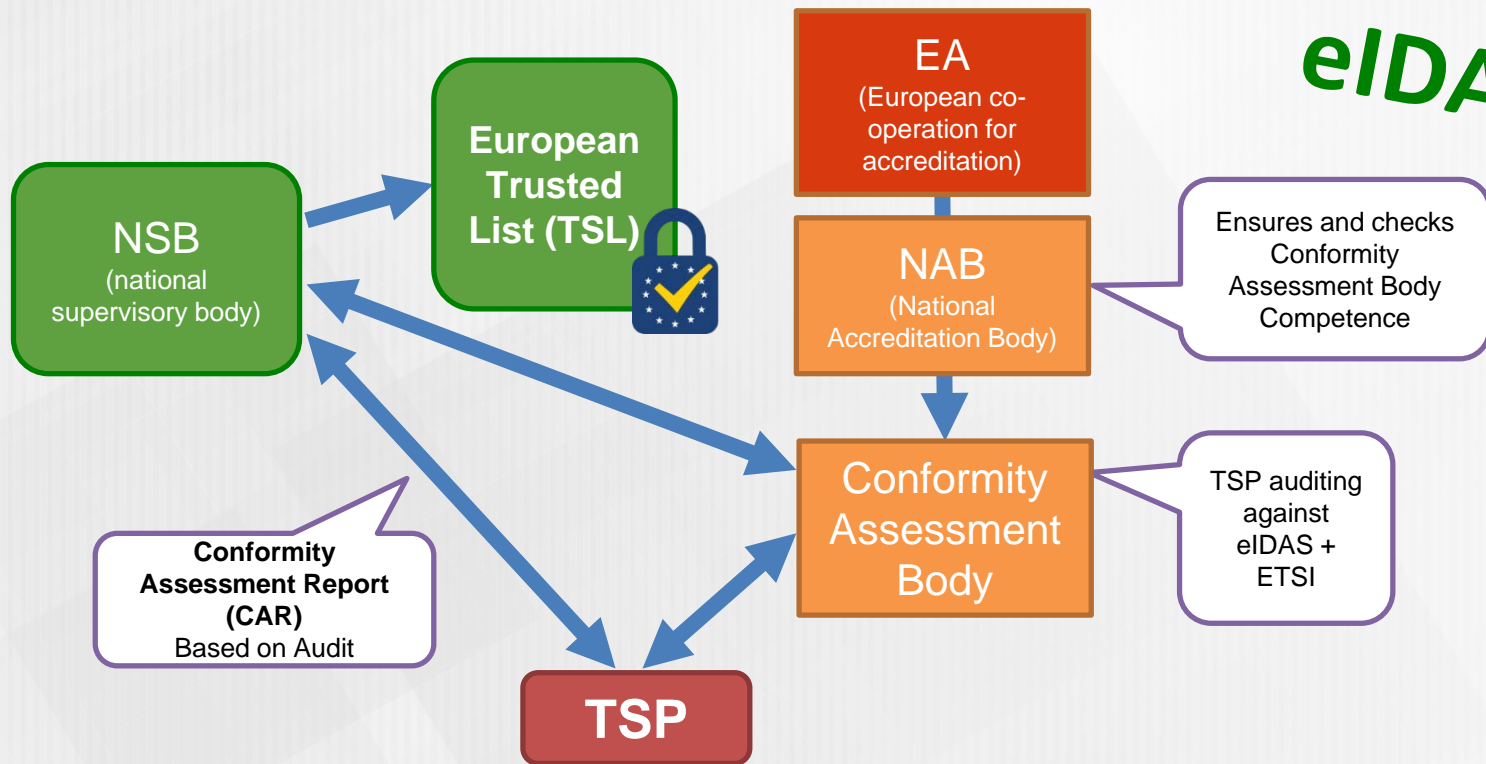 eIDA
EA
(European co-
operation for
accreditation)
European
Trusted
List (TSL)
NSB
(national
supervisory body)
NAB
(National
Accreditation Body)
Ensures and checks
Conformity
Assessment Body
Competence
Conformity
Assessment
Body
TSP auditing
against
eIDAS +
ETSI
Conformity
Assessment Report
(CAR)
Based on Audit
TSP